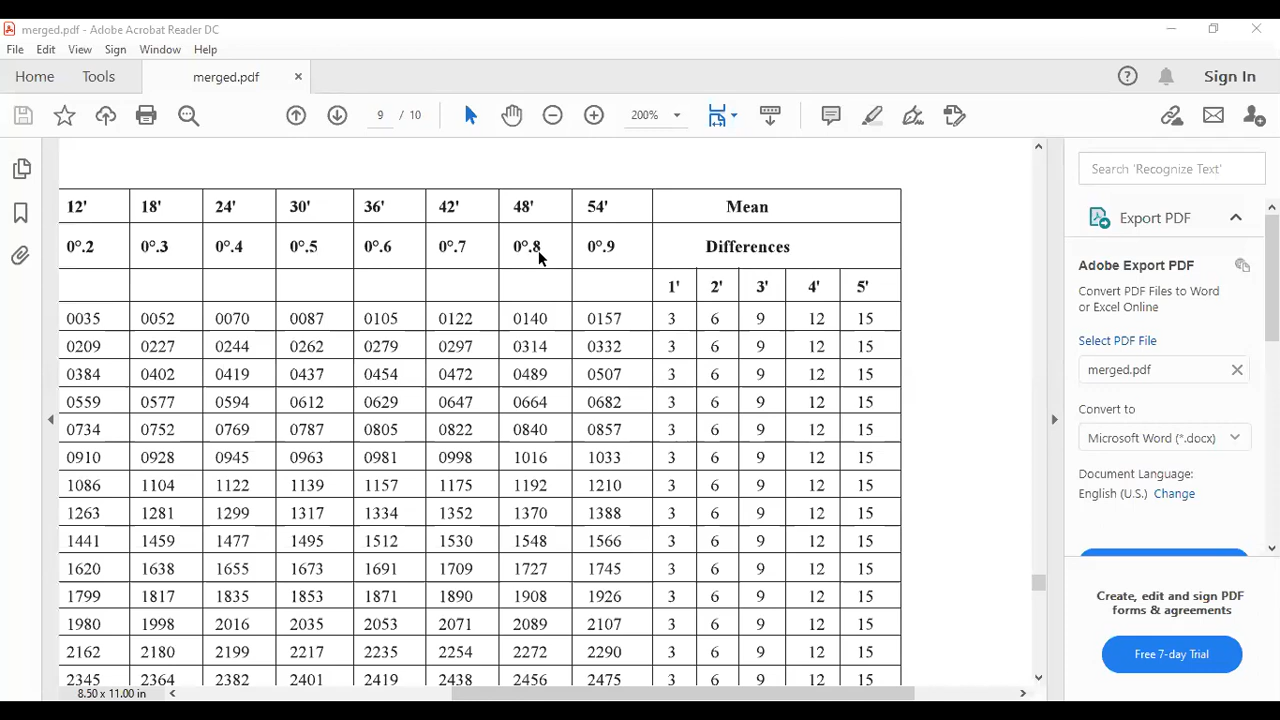 merged.pdf - Adobe Acrobat Reader DC
File Edit View Sign Window Help
Home Tools merged.pdf × Sign In
9 / 10 200%
12' 18' 24' 30' 36' 42' 48' 54' Mean
0°.2 0°.3 0°.4 0°.5 0°.6 0°.7 0°.8 0°.9 Differences
1' 2' 3' 4' 5'
0035 0052 0070 0087 0105 0122 0140 0157 3 6 9 12 15
0209 0227 0244 0262 0279 0297 0314 0332 3 6 9 12 15
0384 0402 0419 0437 0454 0472 0489 0507 3 6 9 12 15
0559 0577 0594 0612 0629 0647 0664 0682 3 6 9 12 15
0734 0752 0769 0787 0805 0822 0840 0857 3 6 9 12 15
0910 0928 0945 0963 0981 0998 1016 1033 3 6 9 12 15
1086 1104 1122 1139 1157 1175 1192 1210 3 6 9 12 15
1263 1281 1299 1317 1334 1352 1370 1388 3 6 9 12 15
1441 1459 1477 1495 1512 1530 1548 1566 3 6 9 12 15
1620 1638 1655 1673 1691 1709 1727 1745 3 6 9 12 15
1799 1817 1835 1853 1871 1890 1908 1926 3 6 9 12 15
1980 1998 2016 2035 2053 2071 2089 2107 3 6 9 12 15
2162 2180 2199 2217 2235 2254 2272 2290 3 6 9 12 15
2345 2364 2382 2401 2419 2438 2456 2475 3 6 9 12 15
8.50 x 11.00 in
Search 'Recognize Text'
Export PDF
Adobe Export PDF
Convert PDF Files to Word
or Excel Online
Select PDF File
merged.pdf
Convert to
Microsoft Word (*.docx)
Document Language:
English (U.S.) Change
Create, edit and sign PDF
forms & agreements
Free 7-day Trial